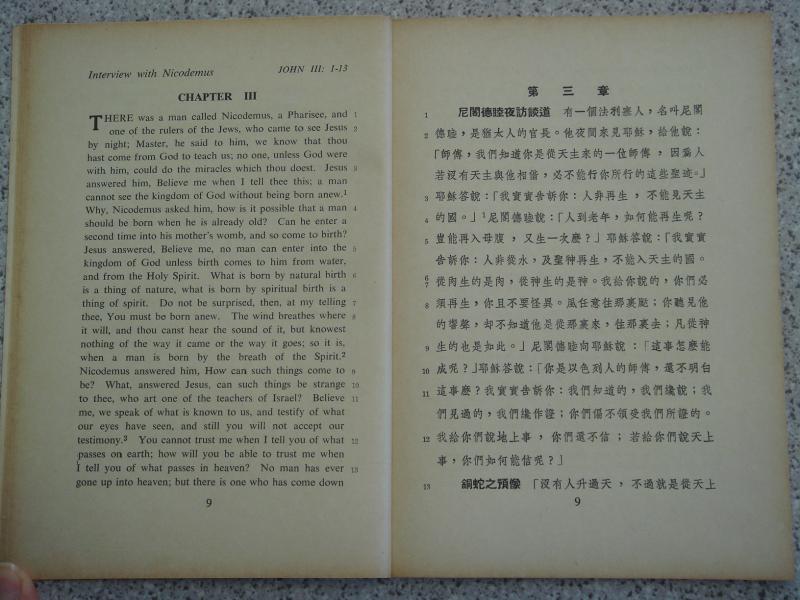 Interview with Nicodemus JOHN III: 1-13
CHAPTER III
THERE was a man called Nicodemus, a Pharisee, and 1
one of the rulers of the Jews, who came to see Jesus 2
by night; Master, he said to him, we know that thou
hast come from God to teach us; no one, unless God were
with him, could do the miracles which thou doest. Jesus 3
answered him, Believe me when I tell thee this; a man
cannot see the kingdom of God without being born anew.1
Why, Nicodemus asked him, how is it possible that a man 4
should be born when he is already old? Can he enter a
second time into his mother's womb, and so come to birth?
Jesus answered, Believe me, no man can enter into the 5
kingdom of God unless birth comes to him from water,
and from the Holy Spirit. What is born by natural birth 6
is a thing of nature, what is born by spiritual birth is a
thing of spirit. Do not be surprised, then, at my telling 7
thee, You must be born anew. The wind breathes where 8
it will, and thou canst hear the sound of it, but knowest
nothing of the way it came or the way it goes; so it is,
when a man is born by the breath of the Spirit.2
Nicodemus answered him, How can such things come to 9
be? What, answered Jesus, can such things be strange 10
to thee, who art one of the teachers of Israel? Believe 11
me, we speak of what is known to us, and testify of what
our eyes have seen, and still you will not accept our
testimony.3 You cannot trust me when I tell you of what 12
passes on earth; how will you be able to trust me when
I tell you of what passes in heaven? No man has ever 13
gone up into heaven; but there is one who has come down
9
第三章
1 尼閣德睦夜訪談道 有一個法利塞人,名叫尼閣
2 德睦,是猶太人的官長。他夜間來見耶穌,給他說:
「師傅,我們知道你是從天主來的一位師傅,因爲人
若沒有天主與他相偕,必不能行你所行的這些聖迹。」
3 耶穌答說:「我實實告訴你:人非再生,不能見天主
4 的國。」1尼閣德睦說:「人到老年,如何能再生呢?
5 豈能再入母腹,又生一次麽?」耶穌答說:「我實實
告訴你:人非從水,及聖神再生,不能入天主的國。
6 7 從肉生的是肉,從神生的是神。我給你說的,你們必
8 須再生,你且不要怪異。風任意往那裏颳;你聽見他
的響聲,却不知道他是從那裏來,往那裏去;凡從神
9 生的也是如此。」尼閣德睦向耶穌說:「這事怎麽能
10 成呢?」耶穌答說:「你是以色列人的師傅,還不明白
11 這事麽?我實實告訴你:我們知道的,我們纔說;我
們見過的,我們纔作證;你們偏不領受我們所證的。
12 我給你們說地上事,你們還不信;若給你們說天上
事,你們如何能信呢?」
13 銅蛇之預像 「沒有人升過天,不過就是從天上
9